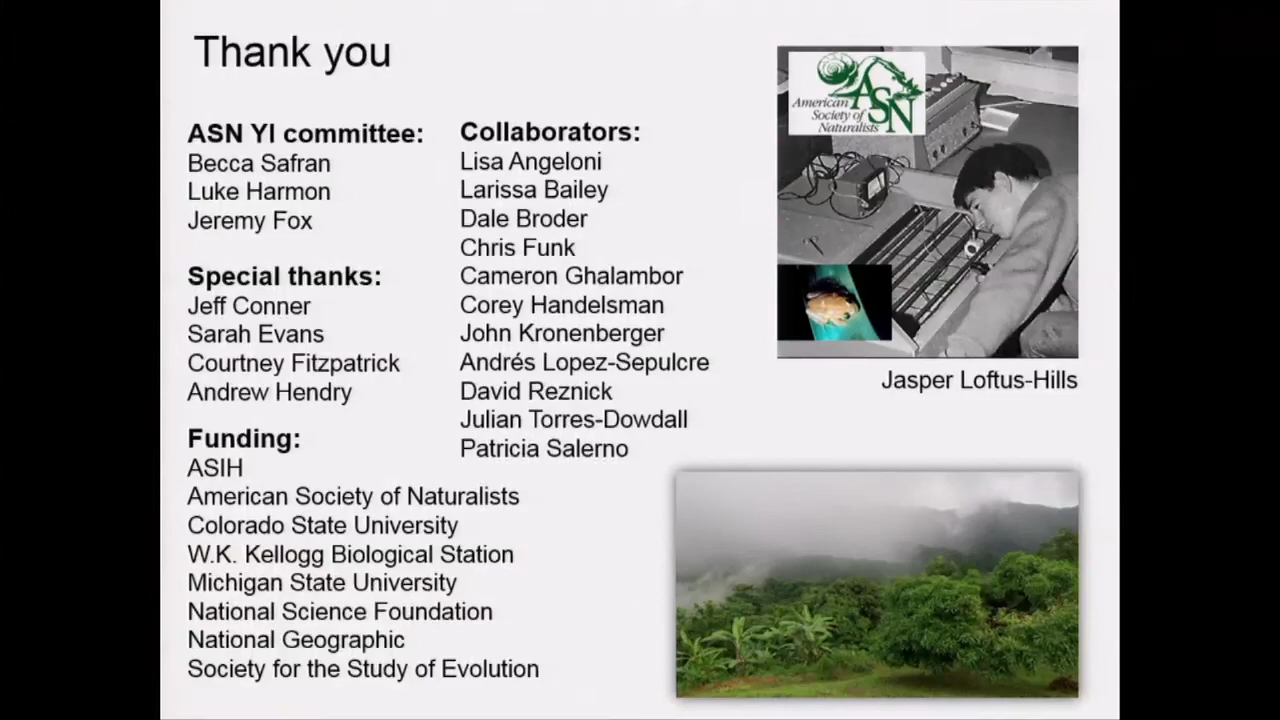 Thank you
ASN YI committee:
Becca Safran
Luke Harmon
Jeremy Fox
Special thanks:
Jeff Conner
Sarah Evans
Courtney Fitzpatrick
Andrew Hendry
Funding:
ASIH
American Society of Naturalists
Colorado State University
W.K. Kellogg Biological Station
Michigan State University
National Science Foundation
National Geographic
Society for the Study of Evolution
Collaborators:
Lisa Angeloni
Larissa Bailey
Dale Broder
Chris Funk
Cameron Ghalambor
Corey Handelsman
John Kronenberger
Andrés Lopez-Sepulcre
David Reznick
Julian Torres-Dowdall
Patricia Salerno
ASN
American
Society of
Naturalists
Jasper Loftus-Hills